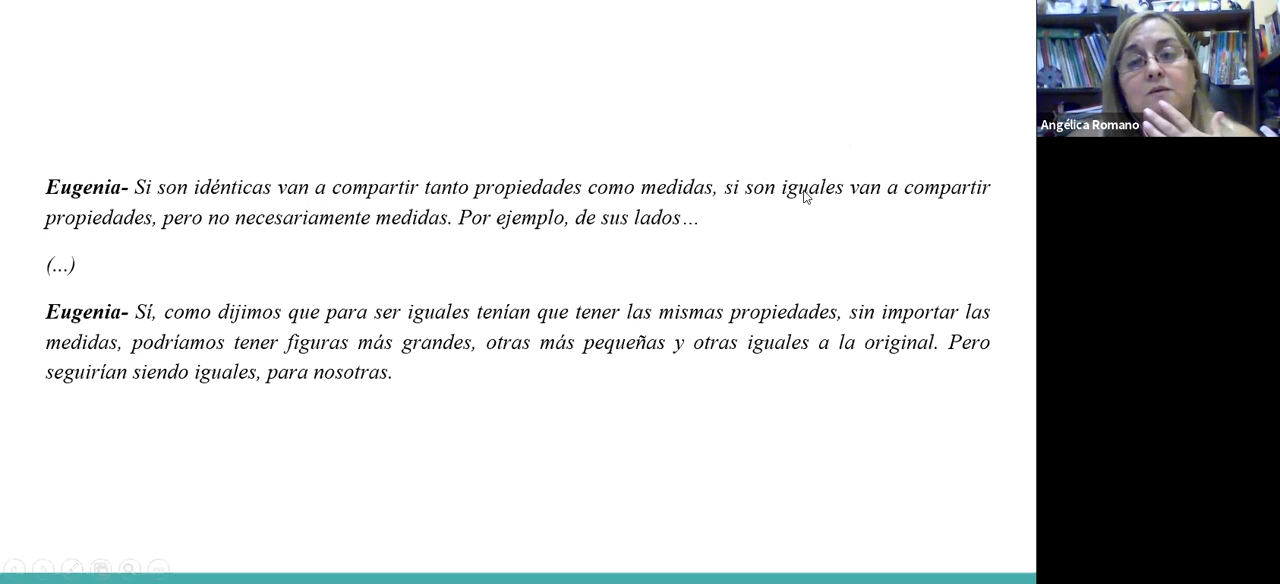 Angélica Romano
Eugenia- Si son idénticas van a compartir tanto propiedades como medidas, si son iguales van a compartir
propiedades, pero no necesariamente medidas. Por ejemplo, de sus lados…
(...)
Eugenia- Sí, como dijimos que para ser iguales tenían que tener las mismas propiedades, sin importar las
medidas, podríamos tener figuras más grandes, otras más pequeñas y otras iguales a la original. Pero
seguirían siendo iguales, para nosotras.